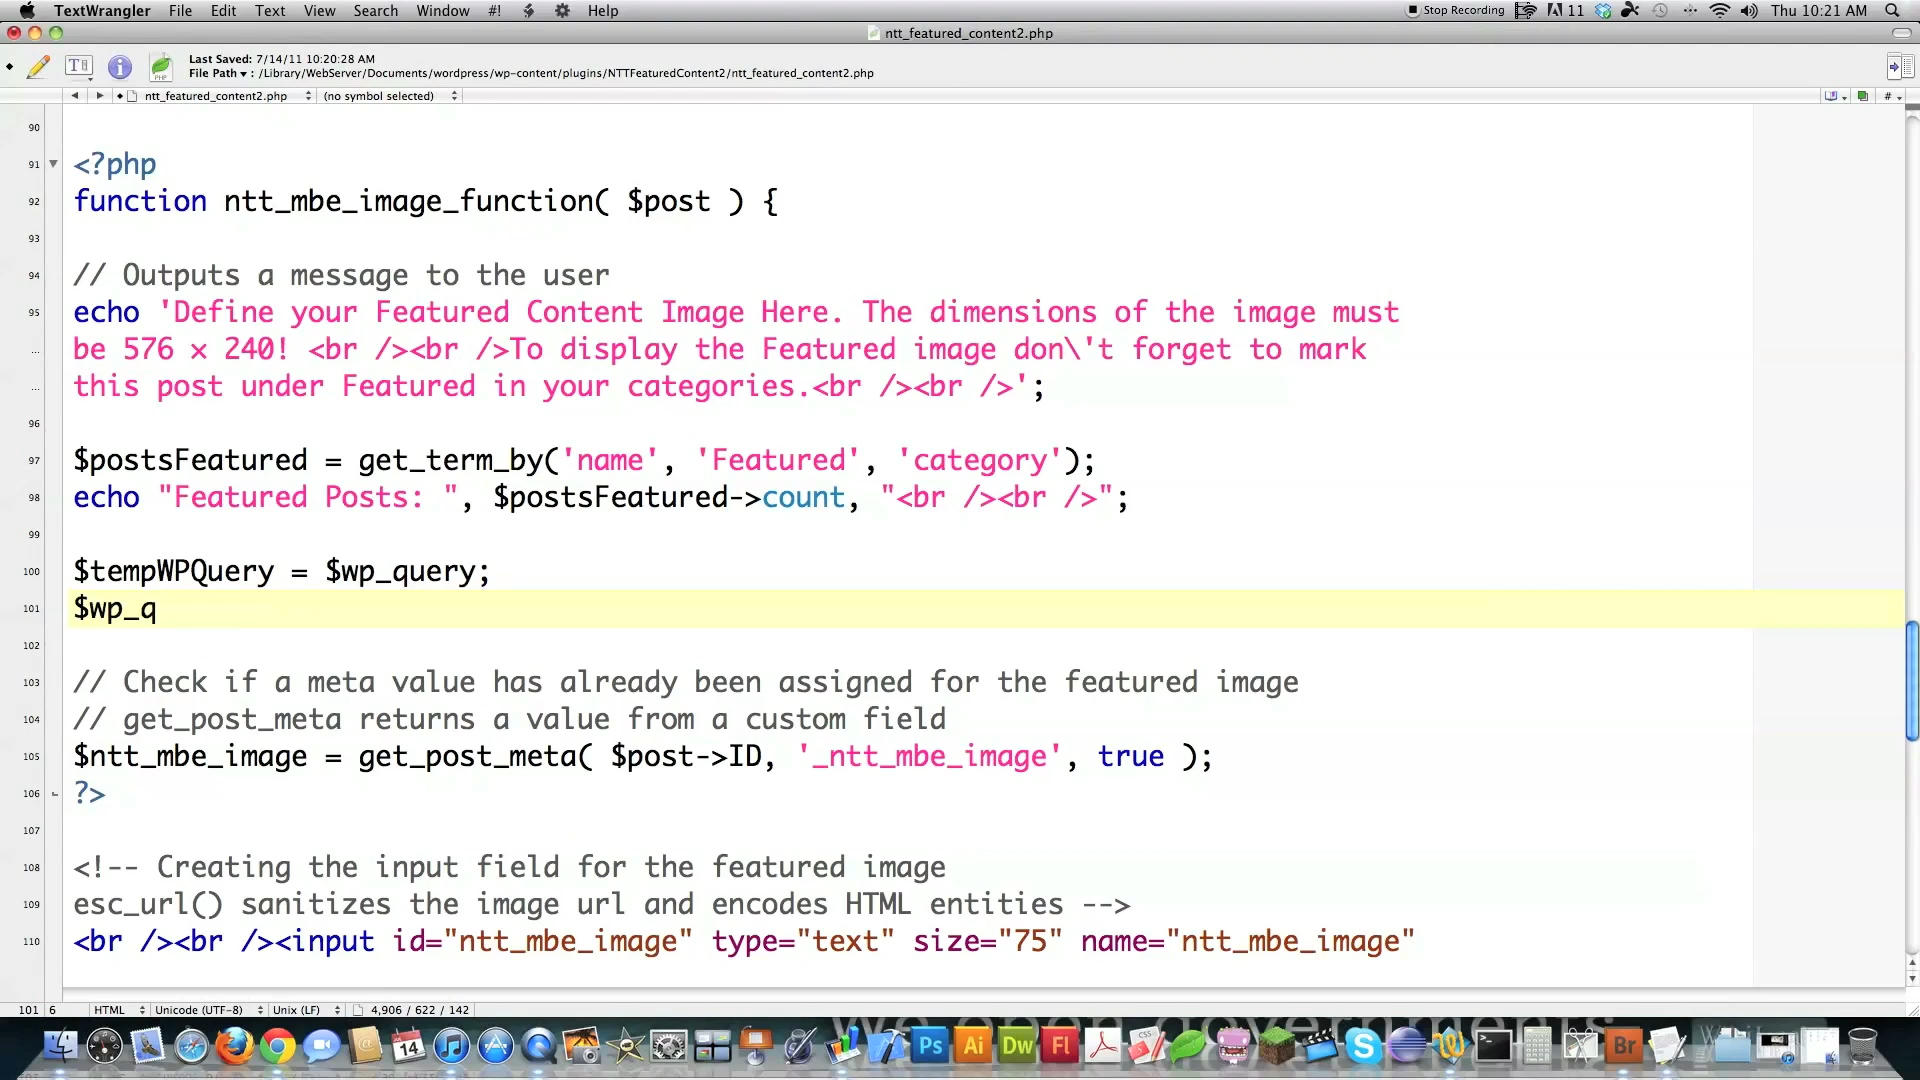 TextWrangler File Edit Text View Search Window #! Help Stop Recording 11 Thu 10:21 AM
ntt_featured_content2.php
Last Saved: 7/14/11 10:20:28 AM
File Path ▾ : /Library/WebServer/Documents/wordpress/wp-content/plugins/NTTFeaturedContent2/ntt_featured_content2.php
ntt_featured_content2.php (no symbol selected) #
90
91 <?php
92 function ntt_mbe_image_function( $post ) {
93
94 // Outputs a message to the user
95 echo 'Define your Featured Content Image Here. The dimensions of the image must
... be 576 × 240! <br /><br />To display the Featured image don\'t forget to mark
... this post under Featured in your categories.<br /><br />';
96
97 $postsFeatured = get_term_by('name', 'Featured', 'category');
98 echo "Featured Posts: ", $postsFeatured->count, "<br /><br />";
99
100 $tempWPQuery = $wp_query;
101 $wp_q
102
103 // Check if a meta value has already been assigned for the featured image
104 // get_post_meta returns a value from a custom field
105 $ntt_mbe_image = get_post_meta( $post->ID, '_ntt_mbe_image', true );
106 ?>
107
108 <!-- Creating the input field for the featured image
109 esc_url() sanitizes the image url and encodes HTML entities -->
110 <br /><br /><input id="ntt_mbe_image" type="text" size="75" name="ntt_mbe_image"
101 6 HTML Unicode (UTF-8) Unix (LF) 4,906 / 622 / 142
14 Ps Ai Dw Fl CSS Br